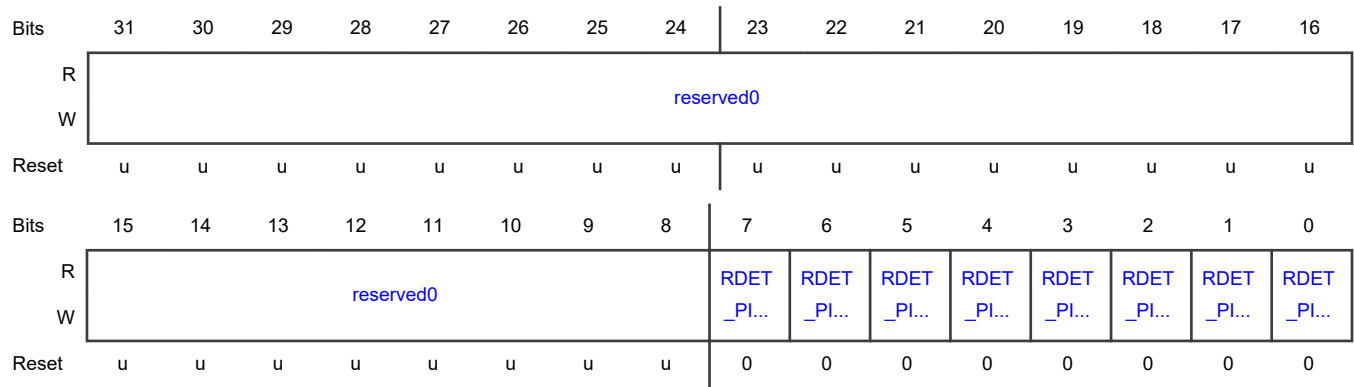 Bits 31 30 29 28 27 26 25 24 23 22 21 20 19 18 17 16
R
reserved0
W
Reset u u u u u u u u u u u u u u u u
Bits 15 14 13 12 11 10 9 8 7 6 5 4 3 2 1 0
R RDET RDET RDET RDET RDET RDET RDET RDET
reserved0
W _PI... _PI... _PI... _PI... _PI... _PI... _PI... _PI...
Reset u u u u u u u u 0 0 0 0 0 0 0 0